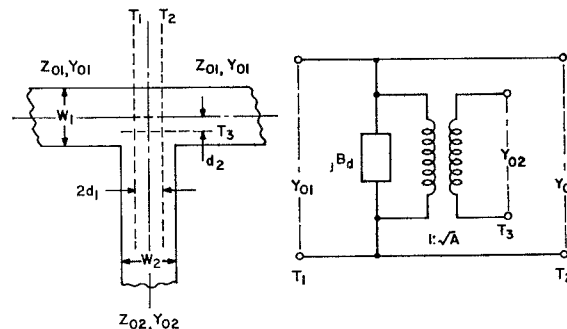 T₁ T₂
Z₀₁, Y₀₁ Z₀₁, Y₀₁
W₁
T₃
d₂
2d₁
W₂
Z₀₂, Y₀₂
Y₀₁
jB_d
Y₀₂
T₃
1:√A
T₁ T₂